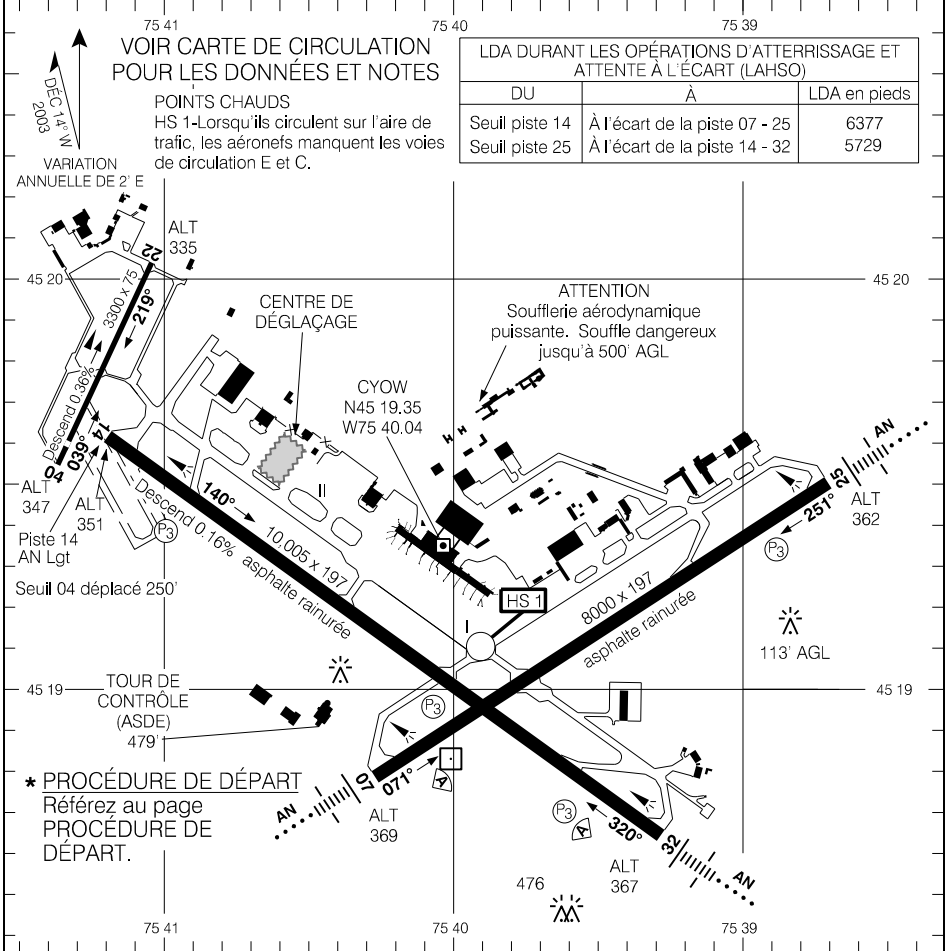 75 41
75 40
75 39
VOIR CARTE DE CIRCULATION
POUR LES DONNÉES ET NOTES
DÉC 14° W
2003
VARIATION
ANNUELLE DE 2' E
POINTS CHAUDS
HS 1-Lorsqu'ils circulent sur l'aire de
trafic, les aéronefs manquent les voies
de circulation E et C.
LDA DURANT LES OPÉRATIONS D'ATTERRISSAGE ET
ATTENTE À L'ÉCART (LAHSO)
DU À LDA en pieds
Seuil piste 14 À l'écart de la piste 07 - 25 6377
Seuil piste 25 À l'écart de la piste 14 - 32 5729
ALT
335
22
45 20
45 20
3300 x 75
219°
Descend 0.36%
039°
04
14
ALT
347
ALT
351
Piste 14
AN Lgt
Seuil 04 déplacé 250'
CENTRE DE
DÉGLAÇAGE
ATTENTION
Soufflerie aérodynamique
puissante. Souffle dangereux
jusqu'à 500' AGL
CYOW
N45 19.35
W75 40.04
H H
II
140°
10,005 x 197
Descend 0.16% asphalte rainurée
P3
AN
25
251°
ALT
362
P3
HS 1
8000 x 197
asphalte rainurée
I
113' AGL
45 19
45 19
TOUR DE
CONTRÔLE
(ASDE)
479'
P3
* PROCÉDURE DE DÉPART
Référez au page
PROCÉDURE DE
DÉPART.
AN
07
071°
A
ALT
369
P3
A
320°
32
AN
ALT
367
476
75 41
75 40
75 39